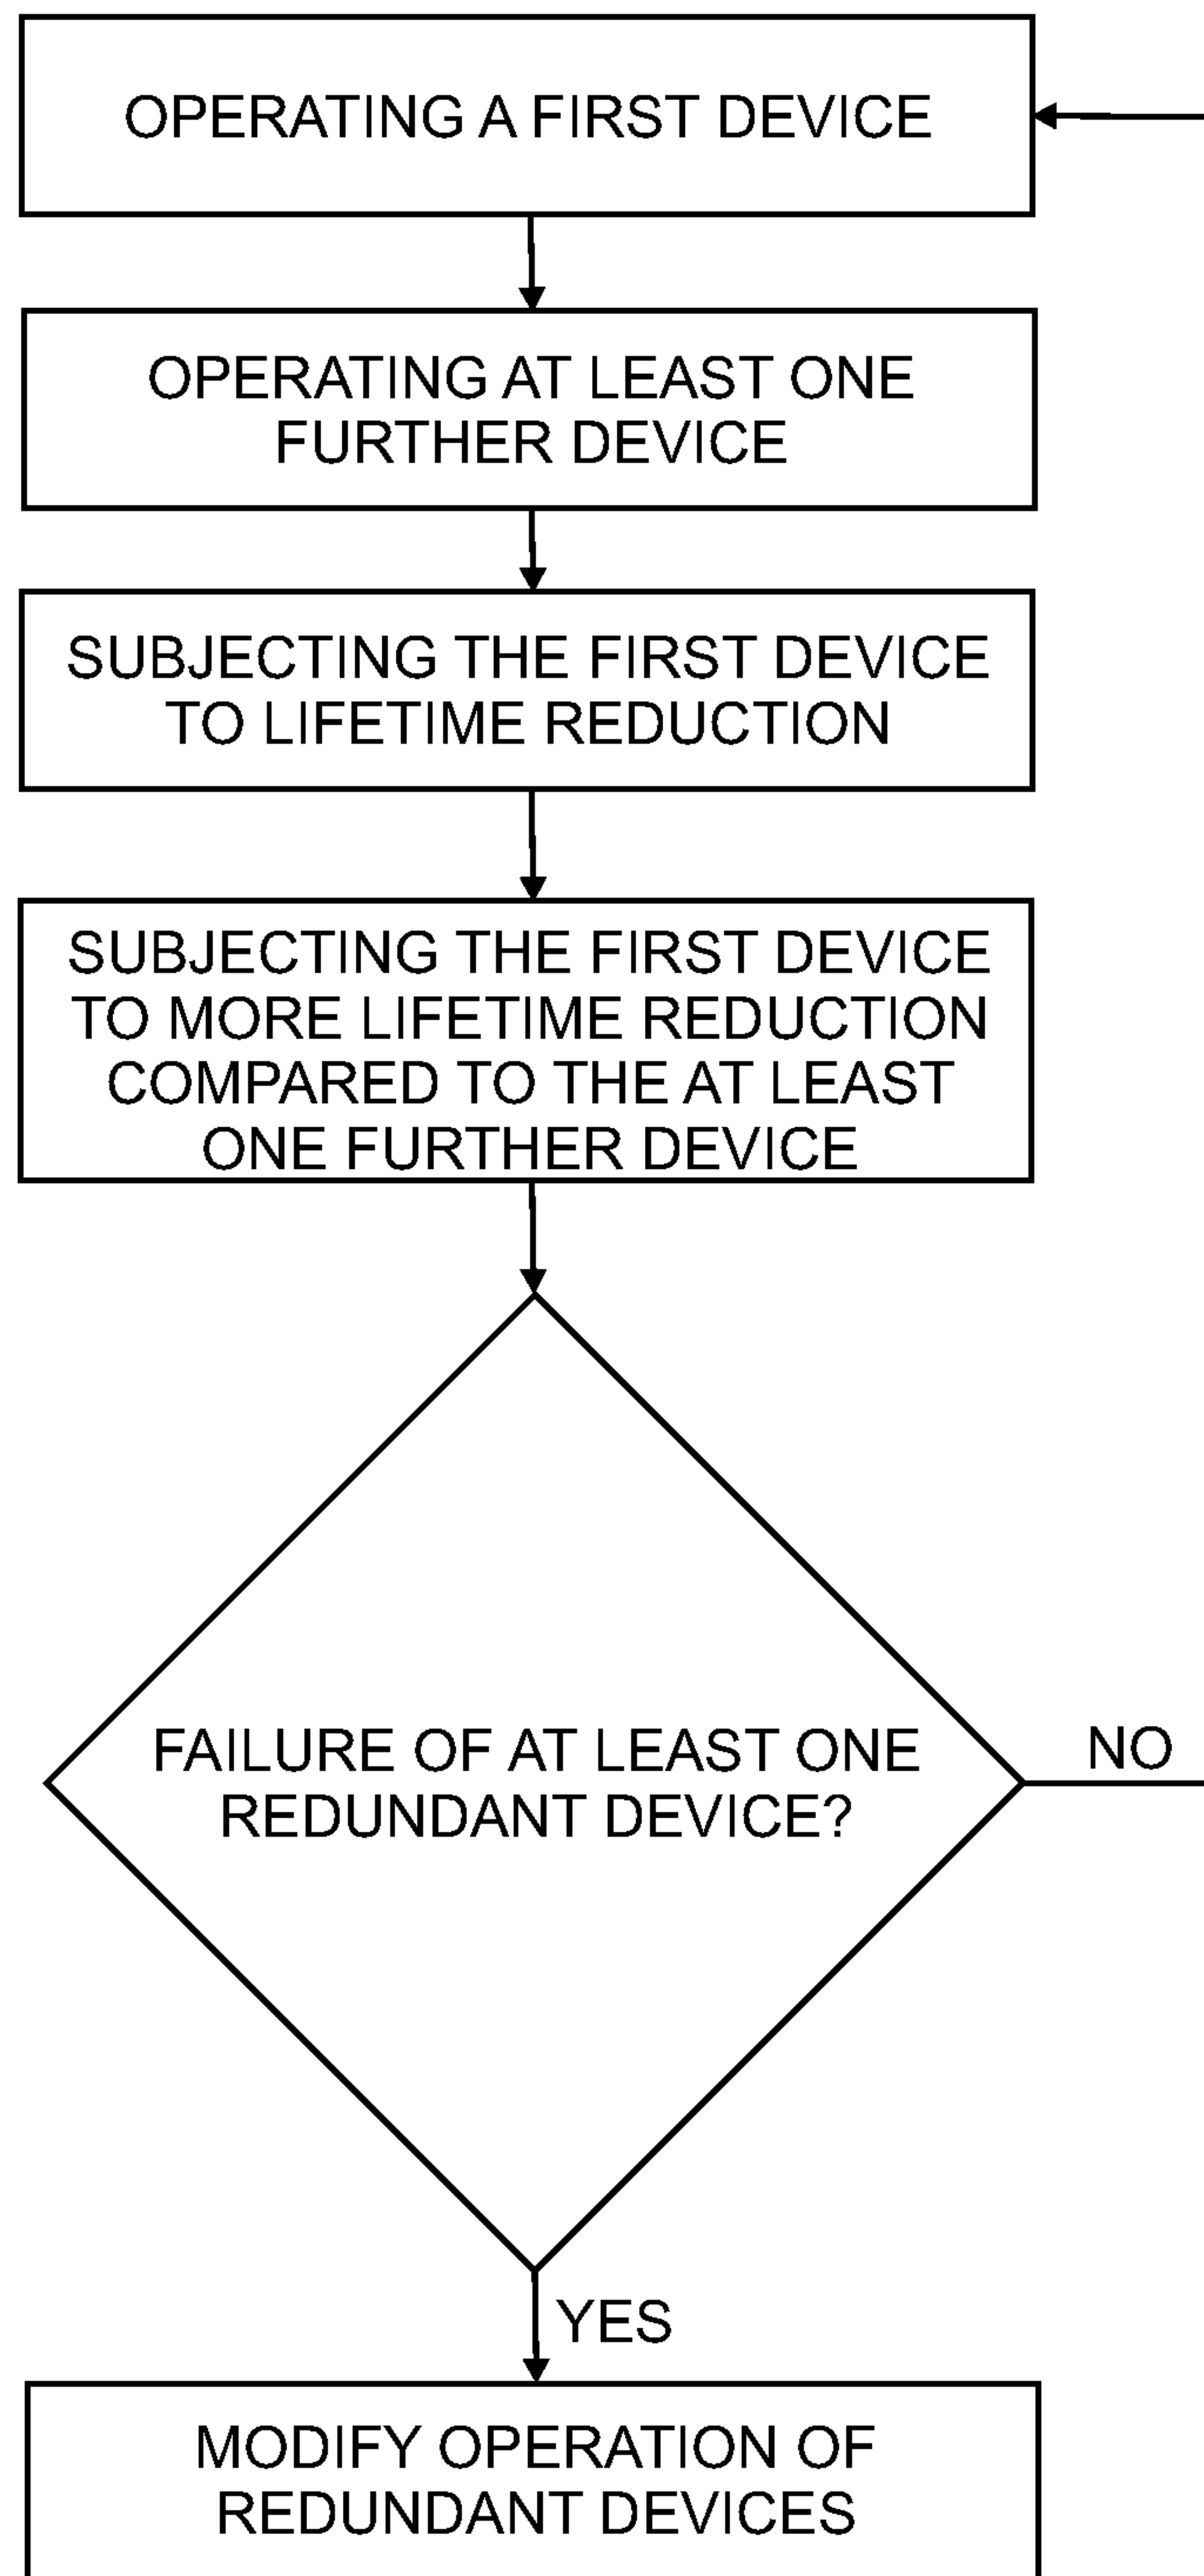 OPERATING A FIRST DEVICE
OPERATING AT LEAST ONE
FURTHER DEVICE
SUBJECTING THE FIRST DEVICE
TO LIFETIME REDUCTION
SUBJECTING THE FIRST DEVICE
TO MORE LIFETIME REDUCTION
COMPARED TO THE AT LEAST
ONE FURTHER DEVICE
FAILURE OF AT LEAST ONE
REDUNDANT DEVICE?
NO
YES
MODIFY OPERATION OF
REDUNDANT DEVICES